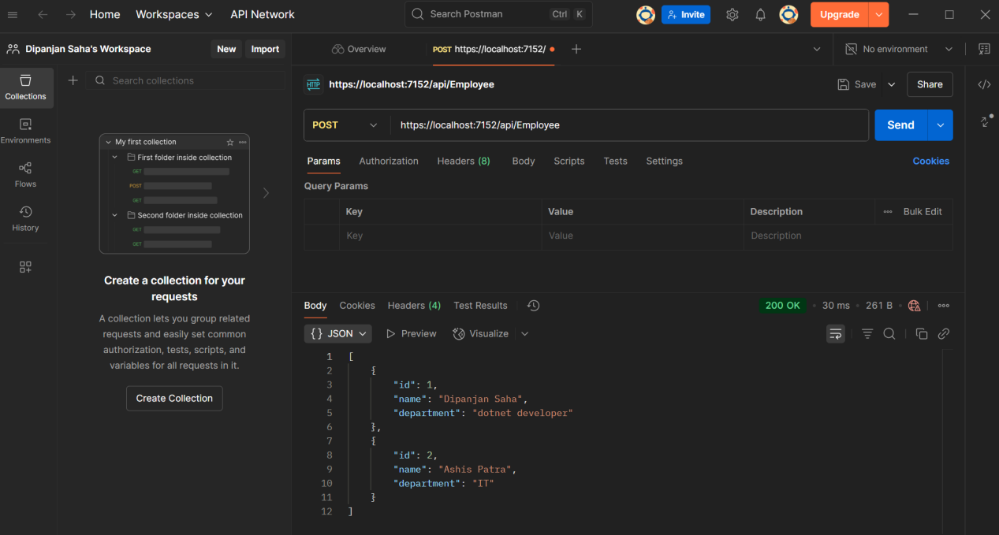 Home Workspaces API Network Search Postman Ctrl K Invite Upgrade
Dipanjan Saha's Workspace New Import Overview POST https://localhost:7152/ No environment
Collections
Search collections
HTTP https://localhost:7152/api/Employee Save Share
POST https://localhost:7152/api/Employee Send
Environments
Flows
History
My first collection
First folder inside collection
GET
POST
GET
Second folder inside collection
GET
GET
Create a collection for your
requests
A collection lets you group related
requests and easily set common
authorization, tests, scripts, and
variables for all requests in it.
Create Collection
Params Authorization Headers (8) Body Scripts Tests Settings Cookies
Query Params
Key Value Description Bulk Edit
Key Value Description
Body Cookies Headers (4) Test Results 200 OK 30 ms 261 B
{} JSON Preview Visualize
1 [
2 {
3 "id": 1,
4 "name": "Dipanjan Saha",
5 "department": "dotnet developer"
6 },
7 {
8 "id": 2,
9 "name": "Ashis Patra",
10 "department": "IT"
11 }
12 ]